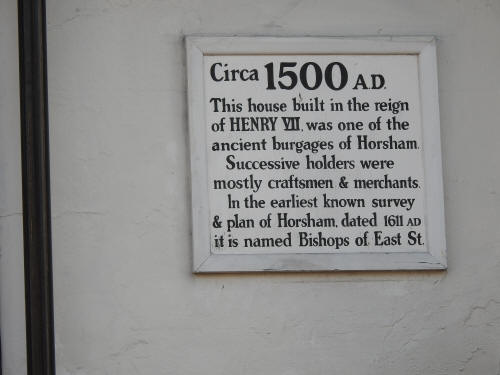 Circa 1500 A.D.
This house built in the reign
of HENRY VII. was one of the
ancient burgages of Horsham.
Successive holders were
mostly craftsmen & merchants.
In the earliest known survey
& plan of Horsham, dated 1611 AD
it is named Bishops of East St.